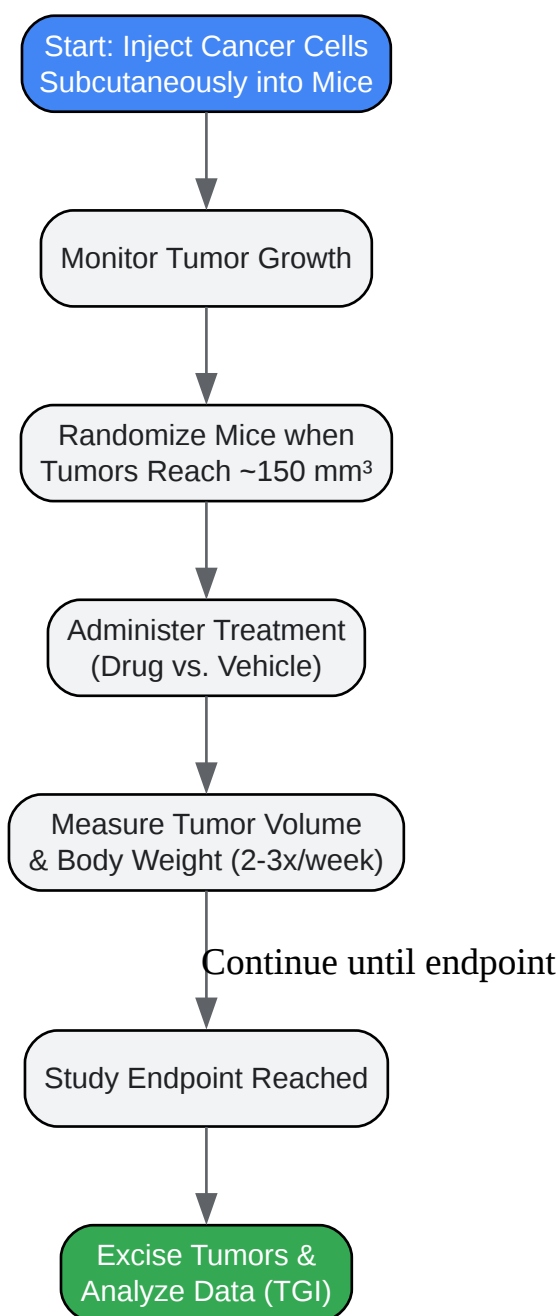 Start: Inject Cancer Cells
Subcutaneously into Mice
Monitor Tumor Growth
Randomize Mice when
Tumors Reach ~150 mm³
Administer Treatment
(Drug vs. Vehicle)
Measure Tumor Volume
& Body Weight (2-3x/week)
Continue until endpoint
Study Endpoint Reached
Excise Tumors &
Analyze Data (TGI)